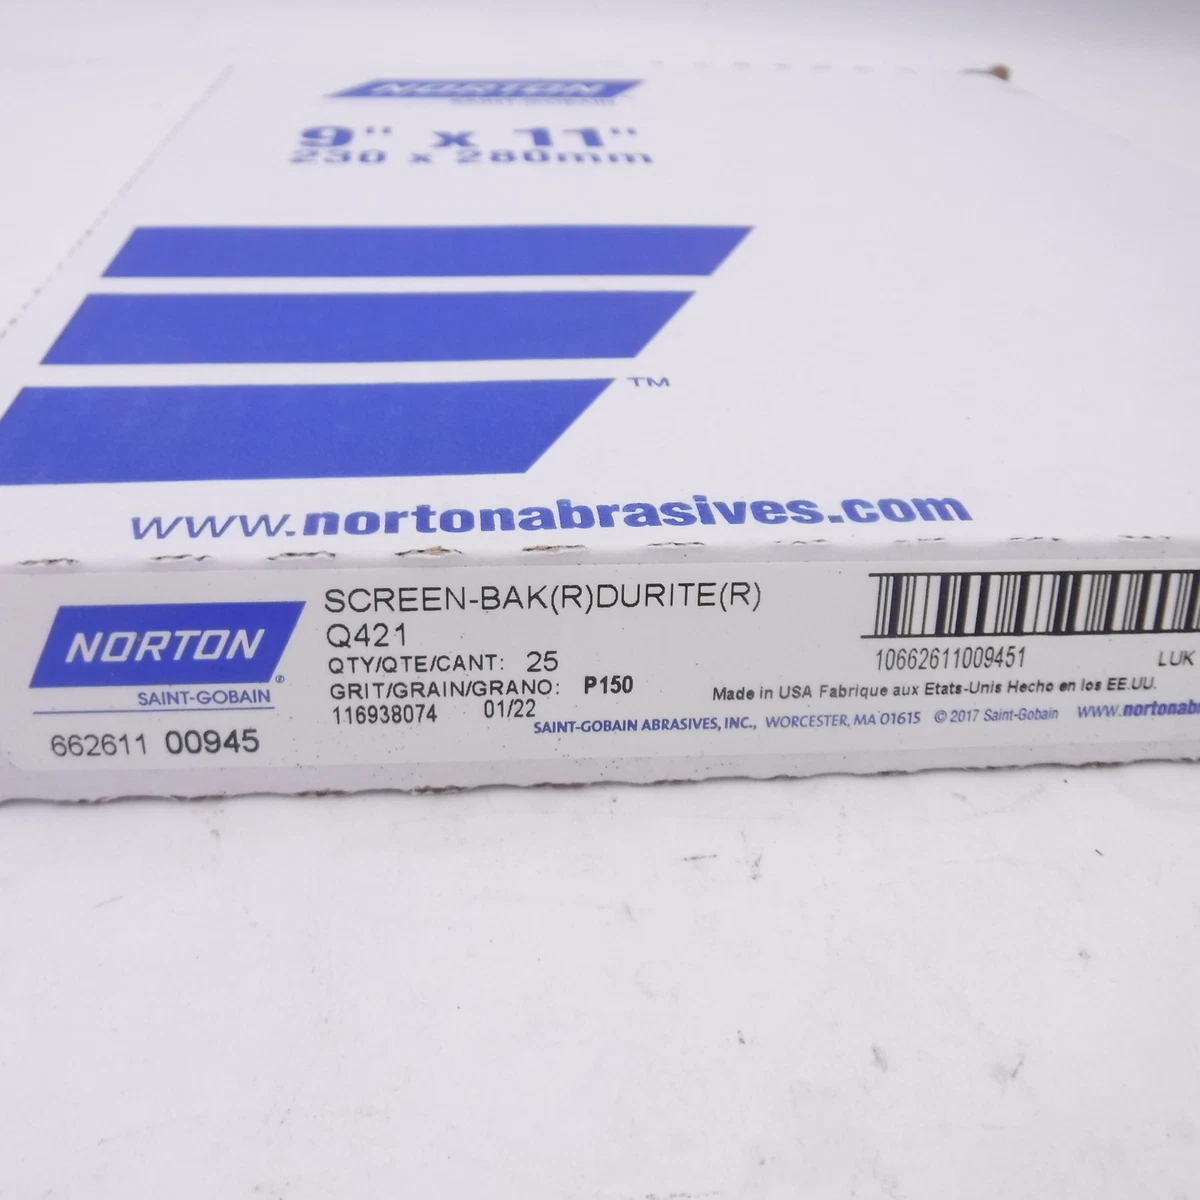 NORTON
SAINT-GOBAIN
9" x 11"
230 x 280mm
™
www.nortonabrasives.com
NORTON
®
SAINT-GOBAIN
662611 00945
SCREEN-BAK(R)DURITE(R)
Q421
QTY/QTE/CANT: 25
GRIT/GRAIN/GRANO: P150
116938074 01/22
10662611009451 LUK
Made in USA Fabrique aux Etats-Unis Hecho en los EE.UU.
SAINT-GOBAIN ABRASIVES, INC., WORCESTER, MA 01615 © 2017 Saint-Gobain www.nortonab